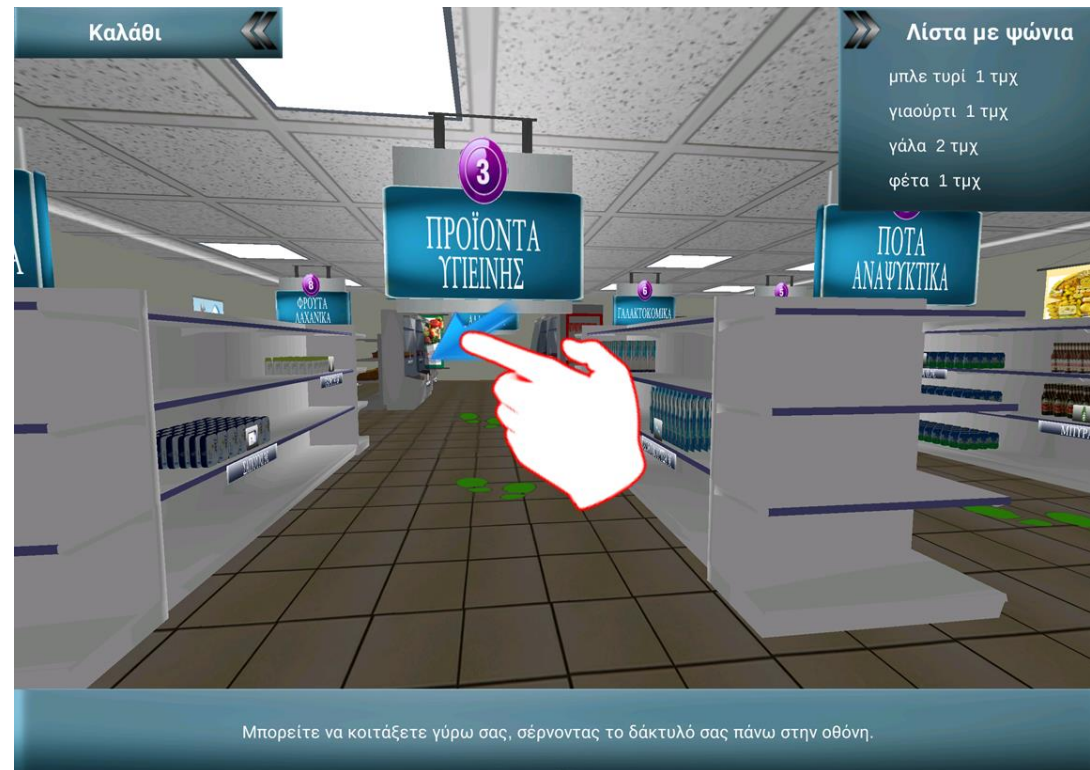 Καλάθι
Λίστα με ψώνια
μπλε τυρί 1 τμχ
γιαούρτι 1 τμχ
γάλα 2 τμχ
φέτα 1 τμχ
3
ΠΡΟΪΟΝΤΑ
ΥΓΙΕΙΝΗΣ
ΠΟΤΑ
ΑΝΑΨΥΚΤΙΚΑ
8
ΦΡΟΥΤΑ
ΛΑΧΑΝΙΚΑ
6
ΓΑΛΑΚΤΟΚΟΜΙΚΑ
5
Μπορείτε να κοιτάξετε γύρω σας, σέρνοντας το δάκτυλό σας πάνω στην οθόνη.